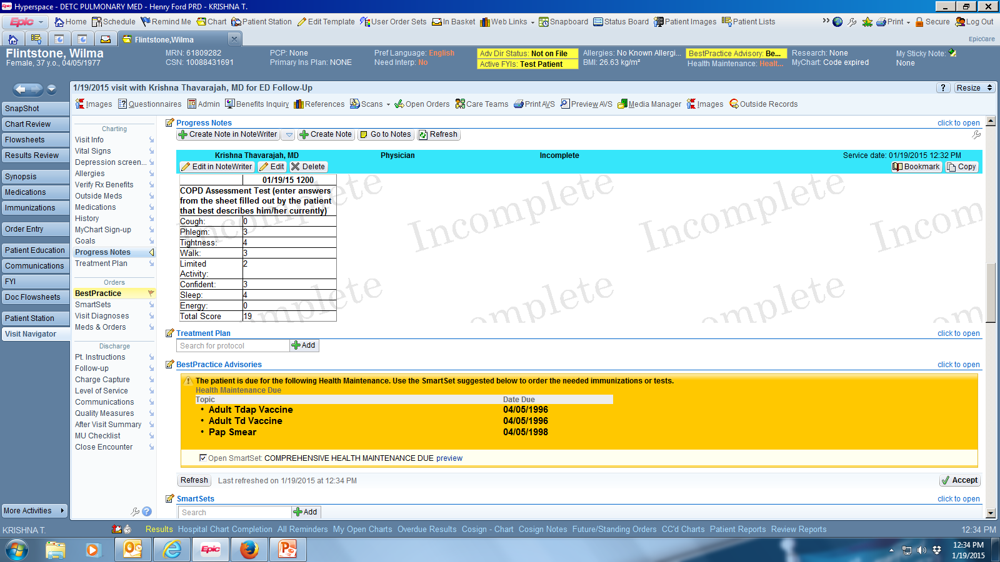 Hyperspace - DETC PULMONARY MED - Henry Ford PRD - KRISHNA T.
Epic Home Schedule Remind Me Chart Patient Station Edit Template User Order Sets In Basket Web Links Snapboard Status Board Patient Images Patient Lists Print Secure Log Out
Flintstone,Wilma
EpicCare
Flintstone, Wilma
Female, 37 y.o., 04/05/1977
MRN: 61809282
CSN: 10088431691
PCP: None
Primary Ins Plan: NONE
Pref Language: English
Need Interp: No
Adv Dir Status: Not on File
Active FYIs: Test Patient
Allergies: No Known Allergi...
BMI: 26.63 kg/m²
BestPractice Advisory: Be...
Health Maintenance: Healt...
Research: None
MyChart: Code expired
My Sticky Note:
None
1/19/2015 visit with Krishna Thavarajah, MD for ED Follow-Up
? Resize
Images Questionnaires Admin Benefits Inquiry References Scans Open Orders Care Teams Print AVS Preview AVS Media Manager Images Outside Records
SnapShot
Chart Review
Flowsheets
Results Review
Synopsis
Medications
Immunizations
Order Entry
Patient Education
Communications
FYI
Doc Flowsheets
Patient Station
Visit Navigator
More Activities
Charting
Visit Info
Vital Signs
Depression screen...
Allergies
Verify Rx Benefits
Outside Meds
Medications
History
MyChart Sign-up
Goals
Progress Notes
Treatment Plan
Orders
BestPractice
SmartSets
Visit Diagnoses
Meds & Orders
Discharge
Pt. Instructions
Follow-up
Charge Capture
Level of Service
Communications
Quality Measures
After Visit Summary
MU Checklist
Close Encounter
Progress Notes click to open
Create Note in NoteWriter Create Note Go to Notes Refresh
Krishna Thavarajah, MD Physician Incomplete Service date: 01/19/2015 12:32 PM
Edit in NoteWriter Edit Delete Bookmark Copy
01/19/15 1200
COPD Assessment Test (enter answers
from the sheet filled out by the patient
that best describes him/her currently)
Cough: 0
Phlegm: 3
Tightness: 4
Walk: 3
Limited 2
Activity:
Confident: 3
Sleep: 4
Energy: 0
Total Score 19
Incomplete Incomplete Incomplete Incomplete
Incomplete Incomplete Incomplete
Treatment Plan click to open
Search for protocol Add
BestPractice Advisories click to open
The patient is due for the following Health Maintenance. Use the SmartSet suggested below to order the needed immunizations or tests.
Health Maintenance Due
Topic Date Due
• Adult Tdap Vaccine 04/05/1996
• Adult Td Vaccine 04/05/1996
• Pap Smear 04/05/1998
Open SmartSet: COMPREHENSIVE HEALTH MAINTENANCE DUE preview
Refresh Last refreshed on 1/19/2015 at 12:34 PM Accept
SmartSets click to open
Search Add
KRISHNA T. Results Hospital Chart Completion All Reminders My Open Charts Overdue Results Cosign - Chart Cosign Notes Future/Standing Orders CC'd Charts Patient Reports Review Reports 12:34 PM
Epic
12:34 PM
1/19/2015